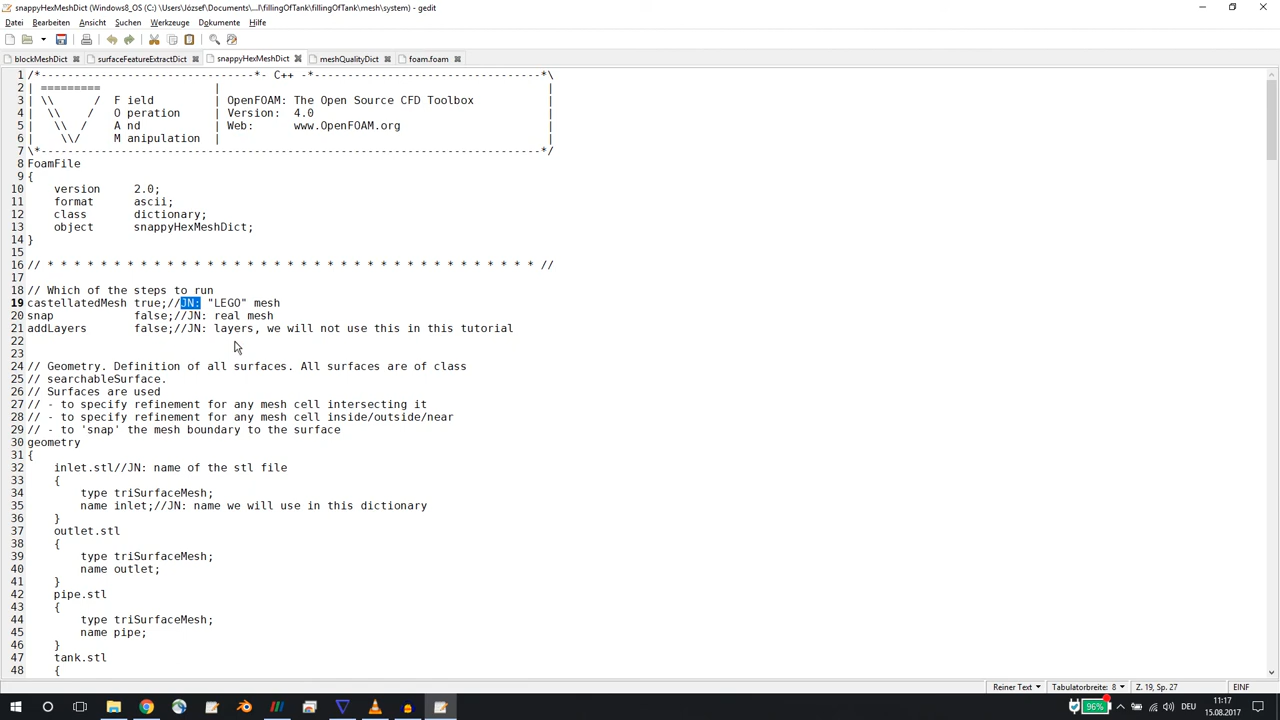 snappyHexMeshDict (Windows8_OS (C:) \Users\József\Documents\...l/fillingOfTank/fillingOfTank/mesh/system) - gedit
Datei Bearbeiten Ansicht Suchen Werkzeuge Dokumente Hilfe
blockMeshDict surfaceFeatureExtractDict snappyHexMeshDict meshQualityDict foam.foam
1 /*--------------------------------*- C++ -*----------------------------------*\
2 | ========= | |
3 | \\ / F ield | OpenFOAM: The Open Source CFD Toolbox |
4 | \\ / O peration | Version: 4.0 |
5 | \\ / A nd | Web: www.OpenFOAM.org |
6 | \\/ M anipulation | |
7 \*---------------------------------------------------------------------------*/
8 FoamFile
9 {
10 version 2.0;
11 format ascii;
12 class dictionary;
13 object snappyHexMeshDict;
14 }
15
16 // * * * * * * * * * * * * * * * * * * * * * * * * * * * * * * * * * * * * * //
17
18 // Which of the steps to run
19 castellatedMesh true;//JN: "LEGO" mesh
20 snap false;//JN: real mesh
21 addLayers false;//JN: layers, we will not use this in this tutorial
22
23
24 // Geometry. Definition of all surfaces. All surfaces are of class
25 // searchableSurface.
26 // Surfaces are used
27 // - to specify refinement for any mesh cell intersecting it
28 // - to specify refinement for any mesh cell inside/outside/near
29 // - to 'snap' the mesh boundary to the surface
30 geometry
31 {
32 inlet.stl//JN: name of the stl file
33 {
34 type triSurfaceMesh;
35 name inlet;//JN: name we will use in this dictionary
36 }
37 outlet.stl
38 {
39 type triSurfaceMesh;
40 name outlet;
41 }
42 pipe.stl
43 {
44 type triSurfaceMesh;
45 name pipe;
46 }
47 tank.stl
48 {
Reiner Text Tabulatorbreite: 8 Z. 19, Sp. 27 EINF
96% DEU 11:17
15.08.2017